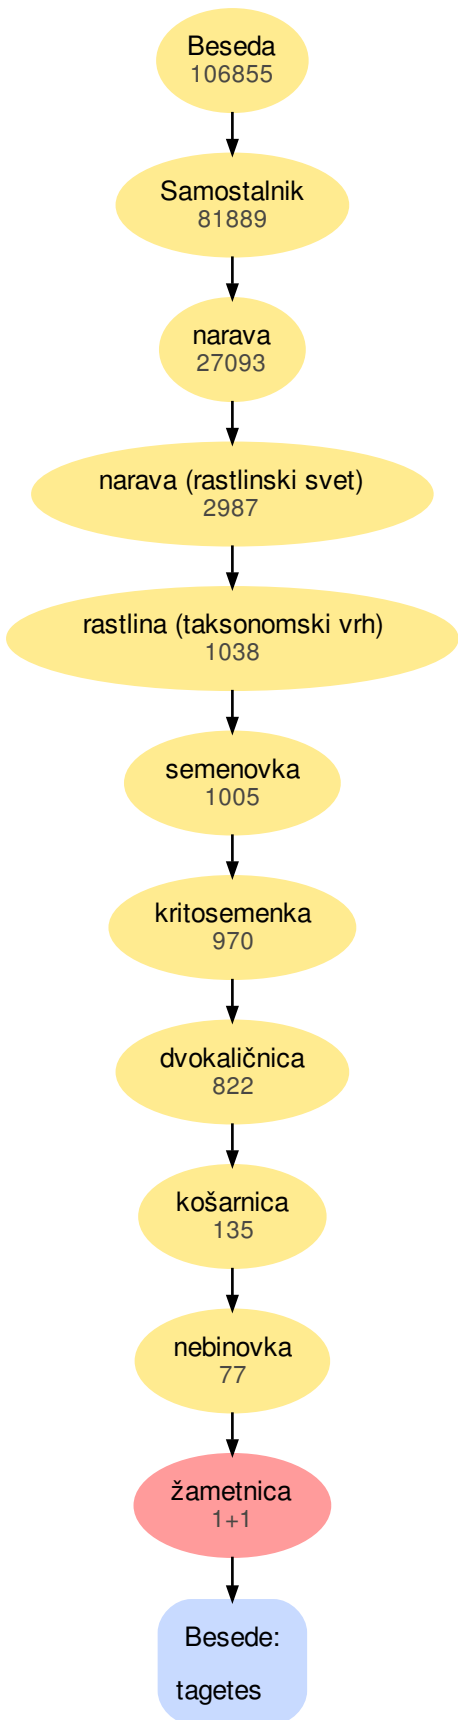 Beseda
106855
Samostalnik
81889
narava
27093
narava (rastlinski svet)
2987
rastlina (taksonomski vrh)
1038
semenovka
1005
kritosemenka
970
dvokaličnica
822
košarnica
135
nebinovka
77
žametnica
1+1
Besede:
tagetes